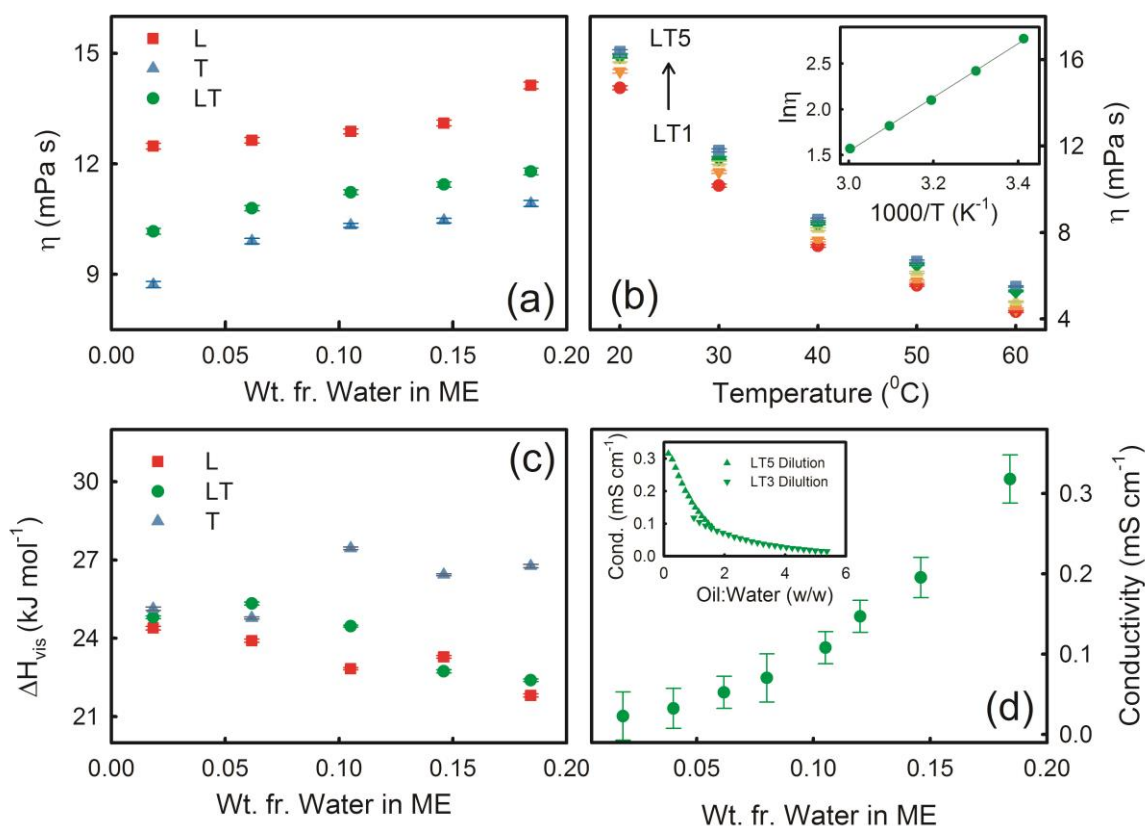 15
12
9
η (mPa s)
L
T
LT
(a)
0.00 0.05 0.10 0.15 0.20
Wt. fr. Water in ME
LT5
LT1
(b)
2.5
2.0
1.5
lnη
3.0 3.2 3.4
1000/T (K⁻¹)
16
12
8
4
η (mPa s)
20 30 40 50 60
Temperature (⁰C)
30
27
24
21
ΔHvis (kJ mol⁻¹)
L
LT
T
(c)
0.00 0.05 0.10 0.15 0.20
Wt. fr. Water in ME
0.3
0.2
0.1
0.0
Cond. (mS cm⁻¹)
LT5 Dilution
LT3 Dilution
0 2 4 6
Oil:Water (w/w)
(d)
0.3
0.2
0.1
0.0
Conductivity (mS cm⁻¹)
0.05 0.10 0.15 0.20
Wt. fr. Water in ME